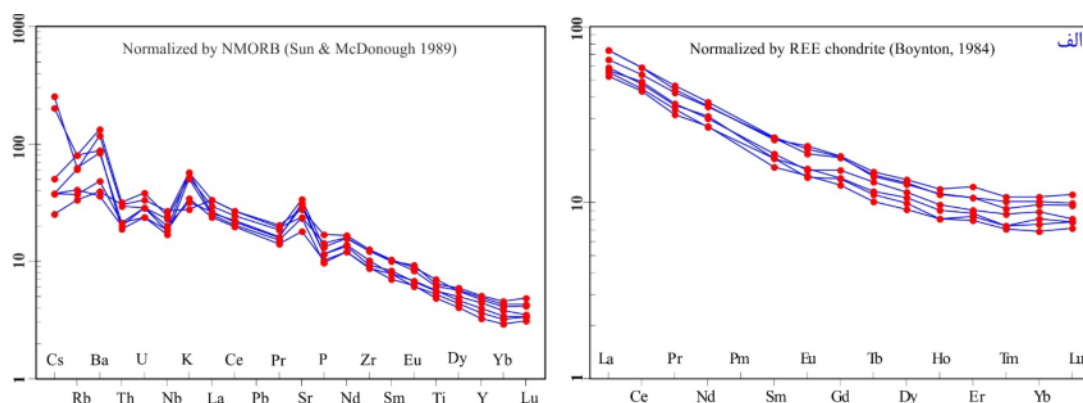 1000
Normalized by NMORB (Sun & McDonough 1989)
100
10
1
Cs Ba U K La Ce Pr P Zr Eu Dy Yb
Rb Th Nb Pb Sr Nd Sm Ti Y Lu
100
Normalized by REE chondrite (Boynton, 1984)
الف
10
1
La Pr Pm Eu Tb Ho Tm Lu
Ce Nd Sm Gd Dy Er Yb